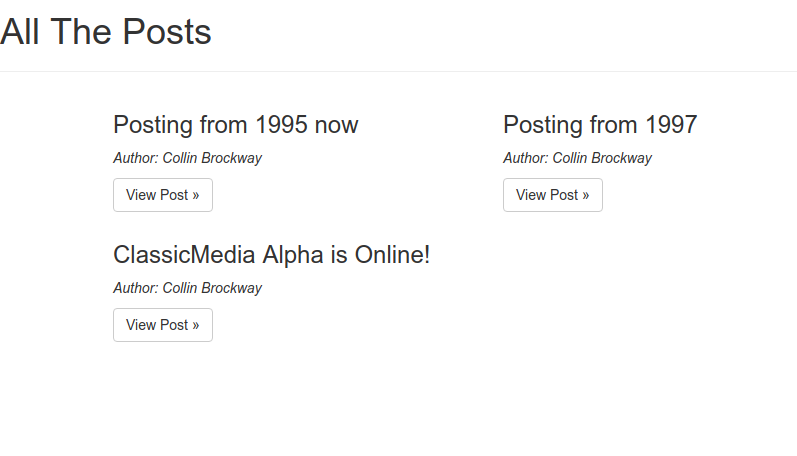 All The Posts
Posting from 1995 now
Author: Collin Brockway
View Post »
Posting from 1997
Author: Collin Brockway
View Post »
ClassicMedia Alpha is Online!
Author: Collin Brockway
View Post »